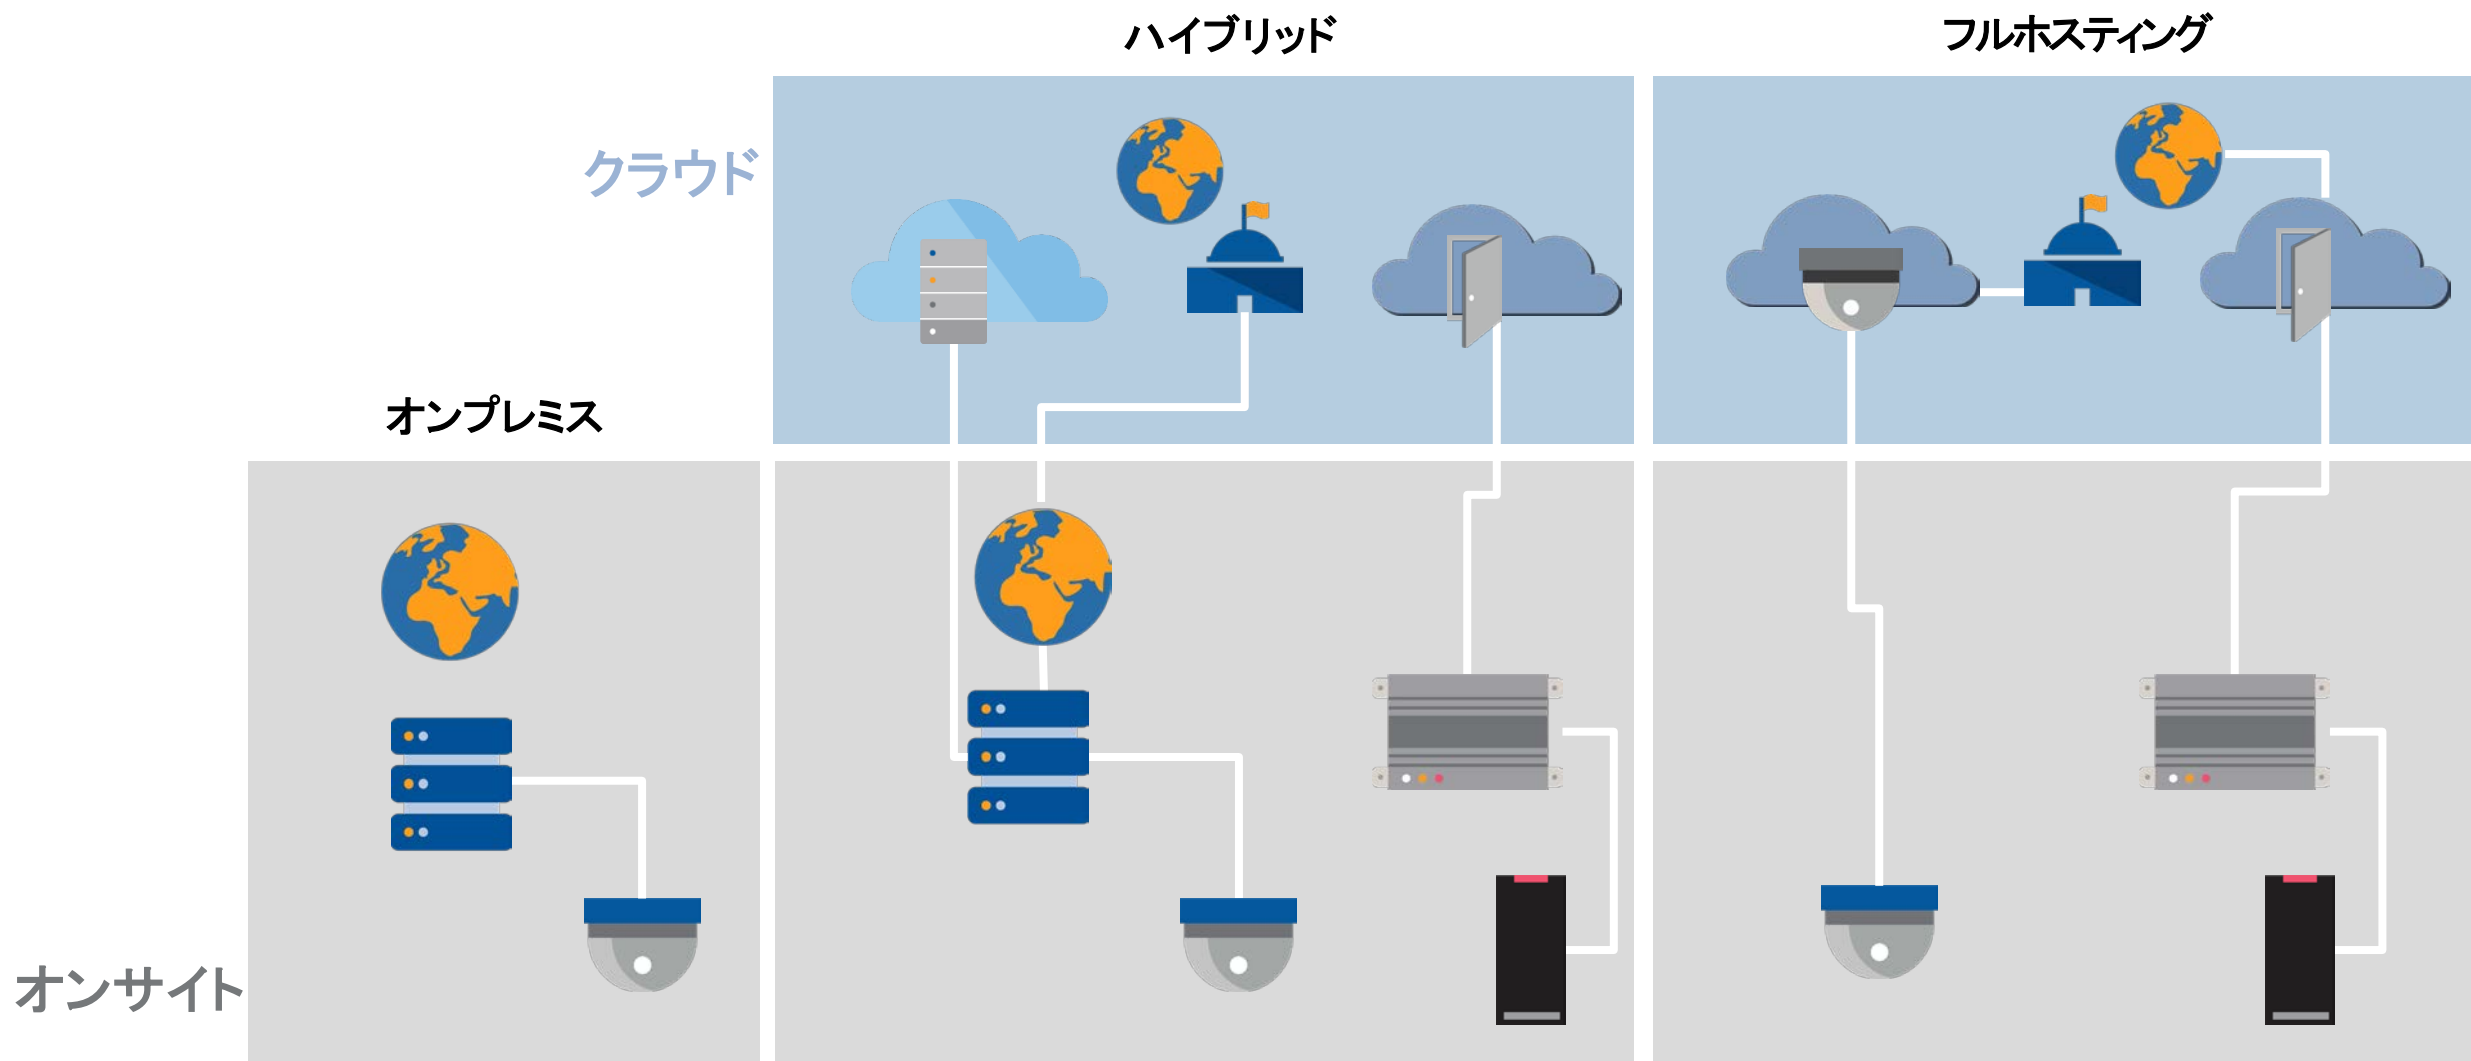 ハイブリッド
フルホスティング
クラウド
オンプレミス
オンサイト